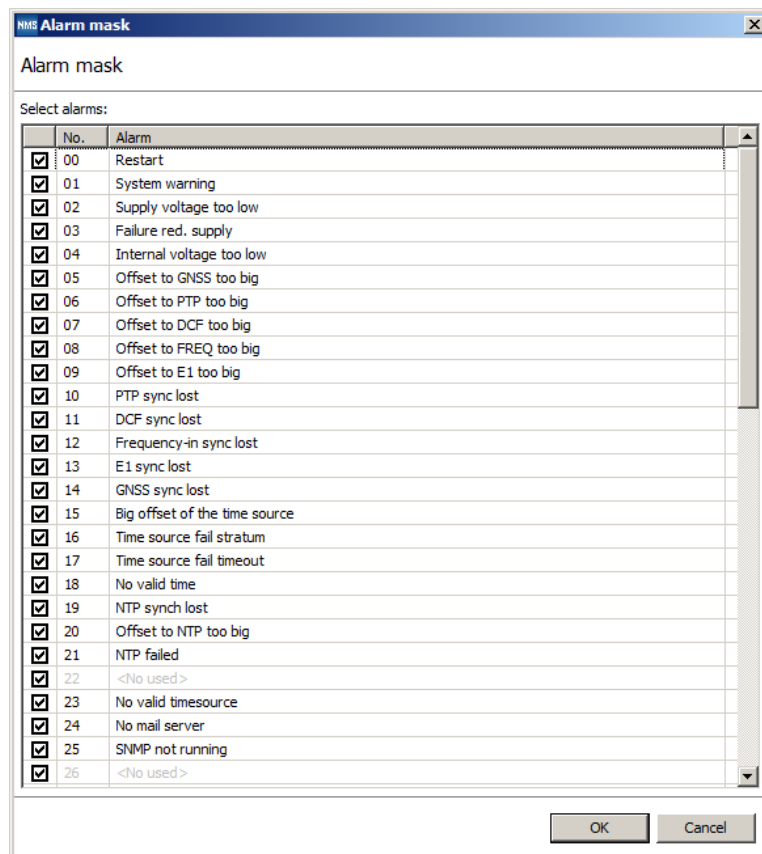 NMS Alarm mask
Alarm mask
Select alarms:
No. Alarm
00 Restart
01 System warning
02 Supply voltage too low
03 Failure red. supply
04 Internal voltage too low
05 Offset to GNSS too big
06 Offset to PTP too big
07 Offset to DCF too big
08 Offset to FREQ too big
09 Offset to E1 too big
10 PTP sync lost
11 DCF sync lost
12 Frequency-in sync lost
13 E1 sync lost
14 GNSS sync lost
15 Big offset of the time source
16 Time source fail stratum
17 Time source fail timeout
18 No valid time
19 NTP synch lost
20 Offset to NTP too big
21 NTP failed
22 <No used>
23 No valid timesource
24 No mail server
25 SNMP not running
26 <No used>
OK Cancel